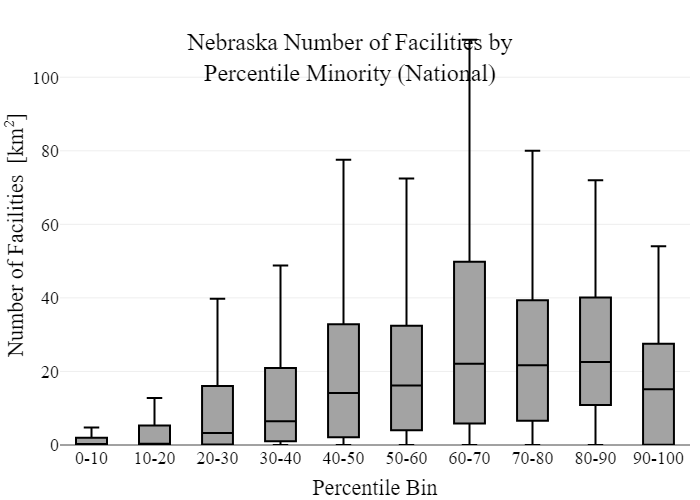 Nebraska Number of Facilities by
Percentile Minority (National)
Number of Facilities [km²]
100
80
60
40
20
0
0-10 10-20 20-30 30-40 40-50 50-60 60-70 70-80 80-90 90-100
Percentile Bin